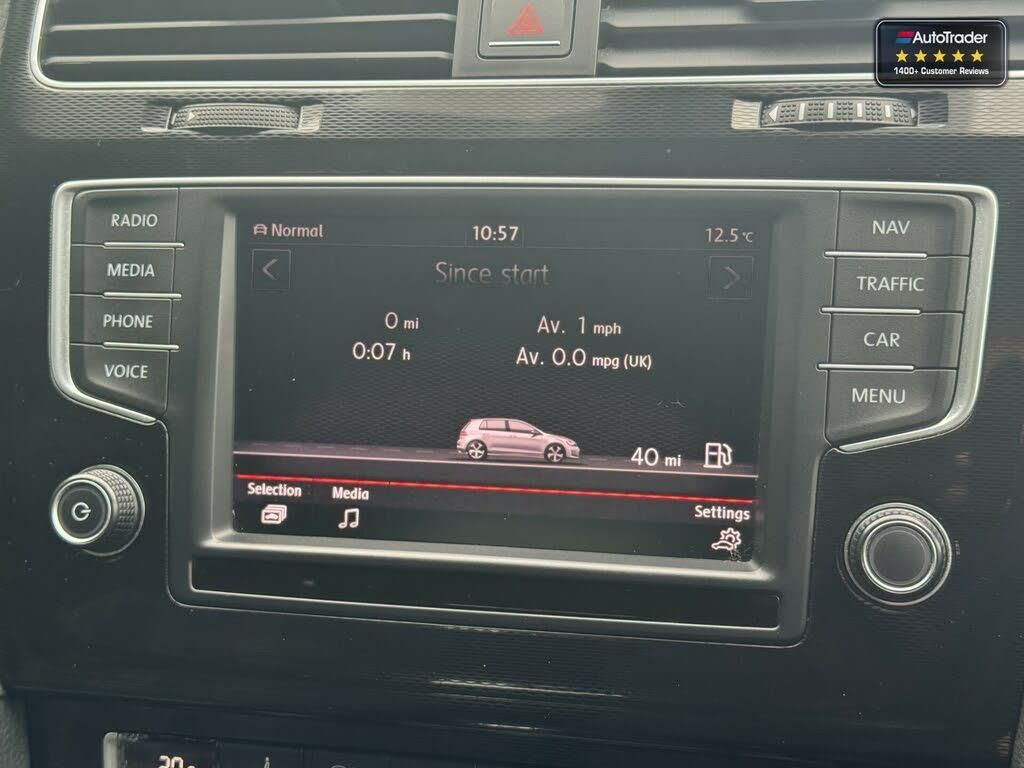 AutoTrader
1400+ Customer Reviews
RADIO
MEDIA
PHONE
VOICE
Normal
10:57
12.5°C
Since start
0 mi
Av. 1 mph
0:07 h
Av. 0.0 mpg (UK)
40 mi
Selection
Media
Settings
NAV
TRAFFIC
CAR
MENU